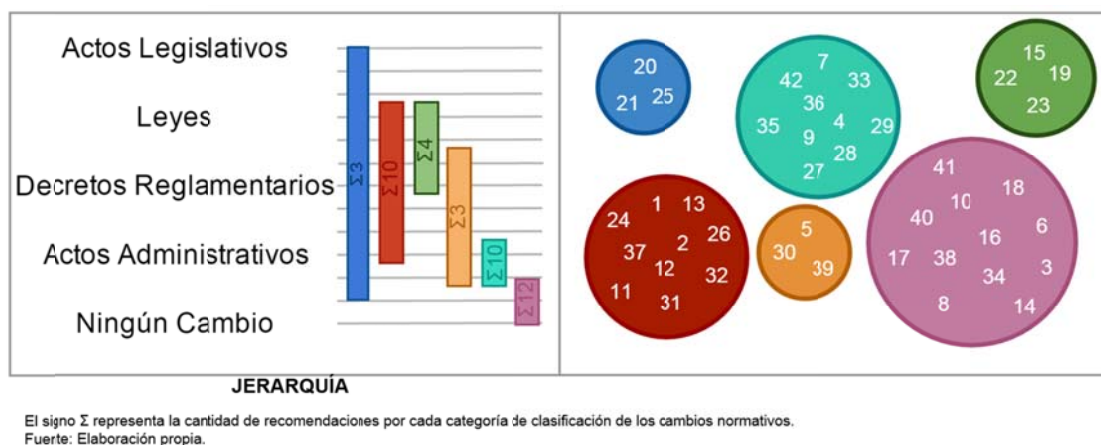 Actos Legislativos
Leyes
Decretos Reglamentarios
Actos Administrativos
Ningún Cambio
Σ3
Σ10
Σ4
Σ3
Σ10
Σ12
20
21 25
7
42 33
36
35 9 4 29
28
27
15
22 19
23
1 13
24 26
37 2
12 32
11
31
5
30
39
41
18
10
40 6
16
17 38 3
34
8 14
JERARQUÍA
El signo Σ representa la cantidad de recomendaciones por cada categoría de clasificación de los cambios normativos.
Fuerte: Elaboración propia.